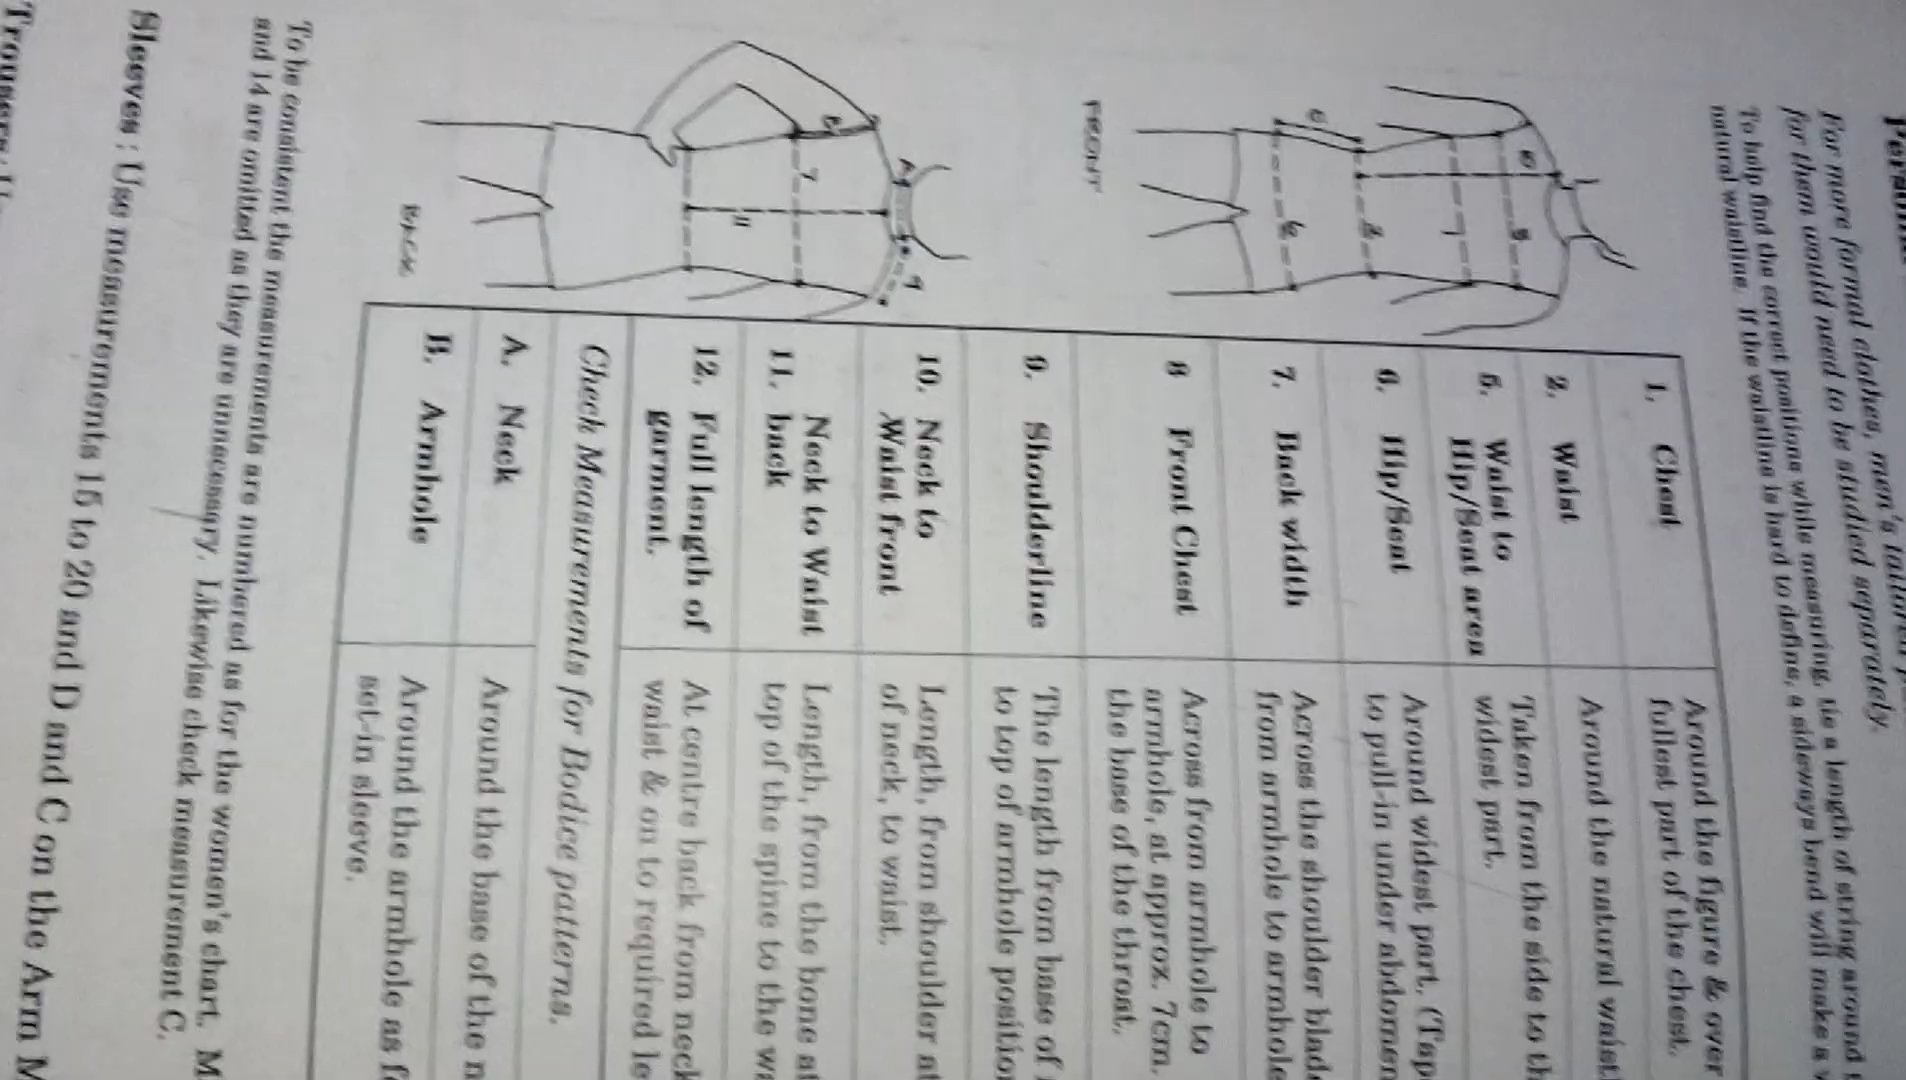 For more formal clothes, men's tailored
for them would need to be studied separately.
To help find the correct positions while measuring, tie a length of string around
natural waistline. If the waistline is hard to define, a sideways bend will make a
FRONT
BACK
1. Chest
Around the figure & over
fullest part of the chest.
2. Waist
Around the natural
5. Waist to
Hip/Seat area
Taken from the side to
widest part.
6. Hip/Seat
Around widest part.
to pull-in under abdomen
7. Back width
Across the shoulder
from armhole to armhole
8 Front Chest
Across from armhole to
armhole, at approx. 7cm.
the base of the throat.
9. Shoulderline
The length from base of
to top of armhole
10. Neck to
Waist front
Length, from shoulder at
of neck, to waist.
11. Neck to Waist
back
Length, from the bone at
top of the spine to the
12. Full length of
garment.
At centre back from neck
waist & on to required
Check Measurements for Bodice patterns.
A. Neck
Around the base of the
B. Armhole
Around the armhole as
set-in sleeve.
To be consistent the measurements are numbered as for the women's chart.
and 14 are omitted as they are unnecessary. Likewise check measurement C.
Sleeves: Use measurements 15 to 20 and D and C on the Arm
Trousers: